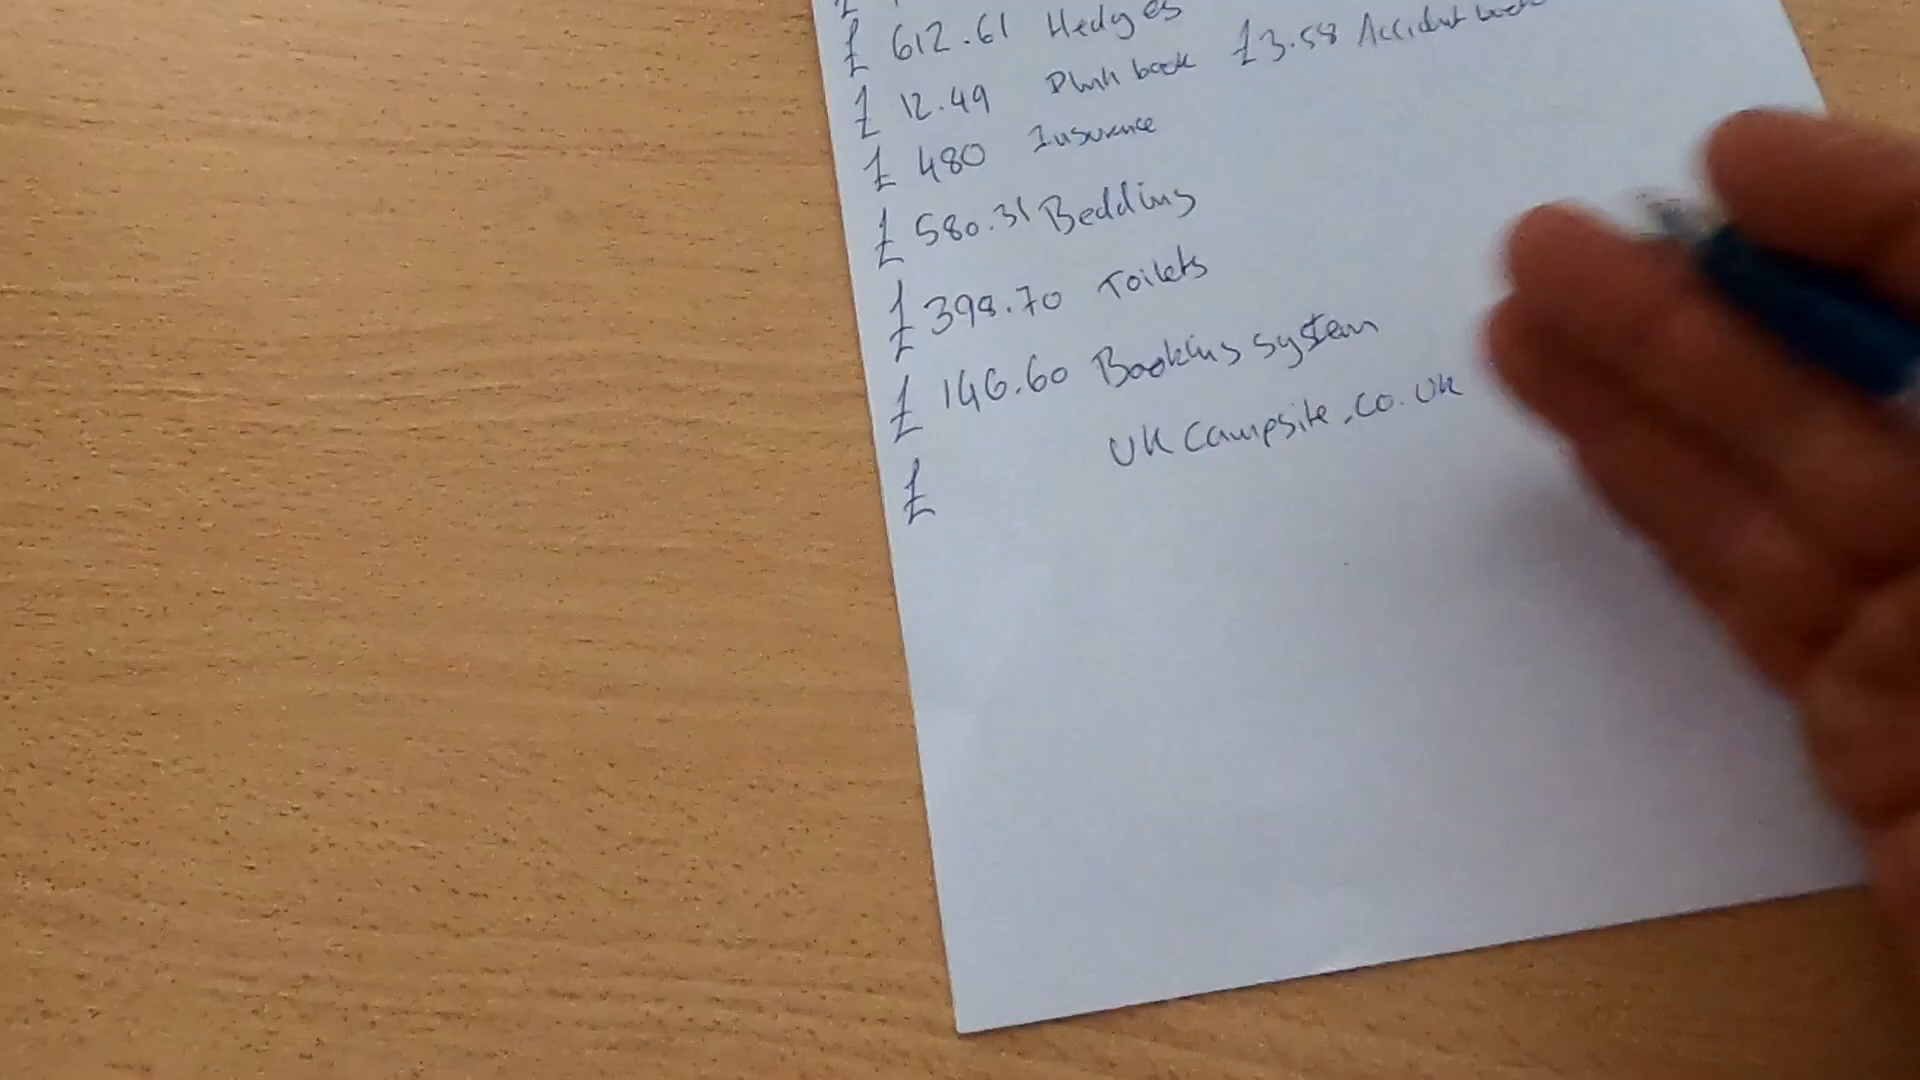 £ 612.61 Hedges
£ 12.49 book £3.58 Accident book
£ 480 Insurance
£ 580.31 Bedding
£ 398.70 Toilets
£ 146.60 Booking system
£ UK Campsite.co.uk